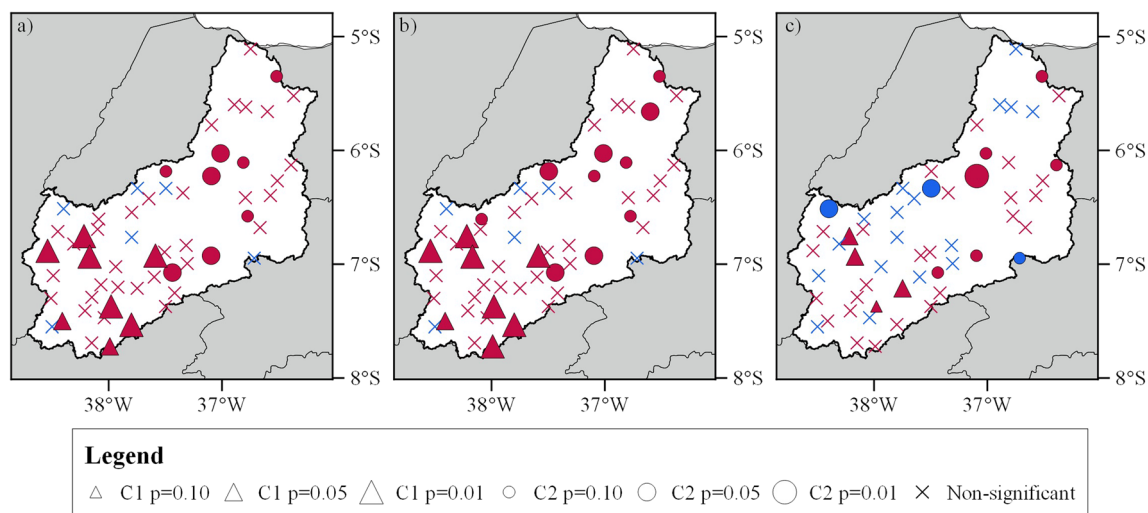 a)
b)
c)
5°S
5°S
5°S
6°S
6°S
6°S
7°S
7°S
7°S
8°S
8°S
8°S
38°W 37°W
38°W 37°W
38°W 37°W
Legend
C1 p=0.10 C1 p=0.05 C1 p=0.01 C2 p=0.10 C2 p=0.05 C2 p=0.01 Non-significant